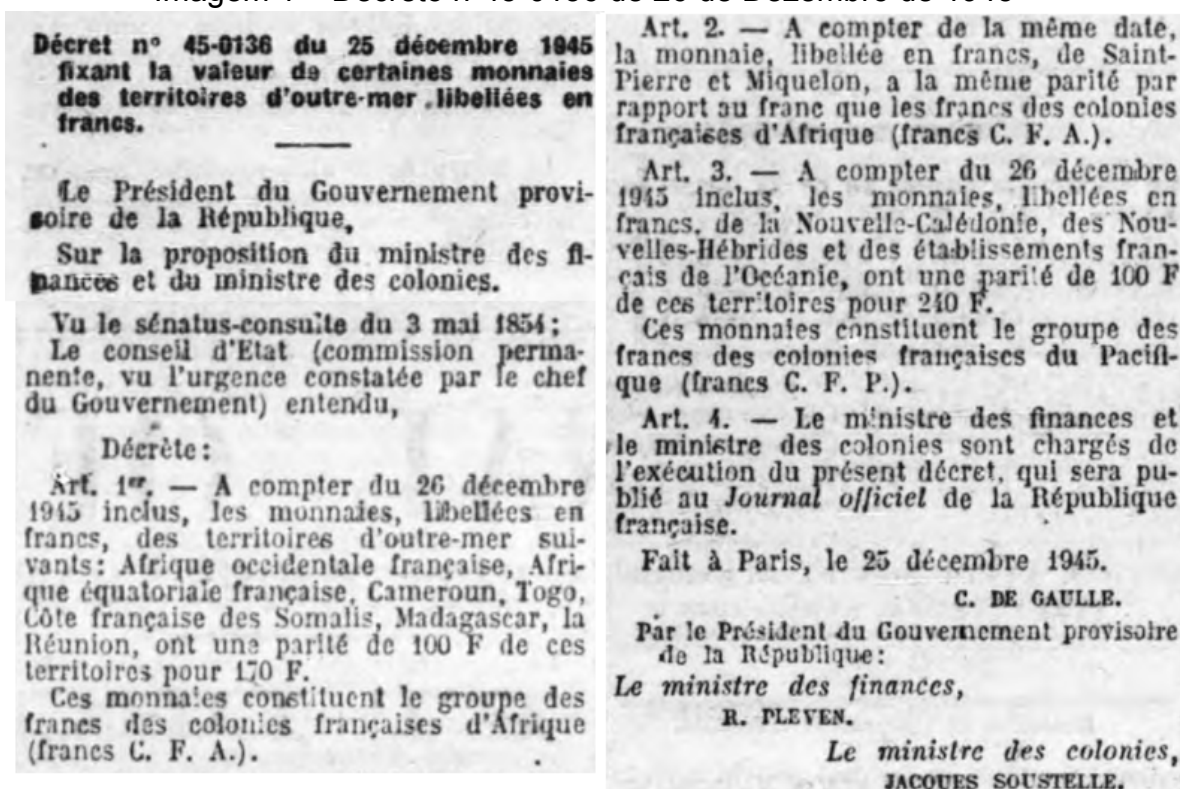 Décret n° 45-0136 du 25 décembre 1945
fixant la valeur de certaines monnaies
des territoires d'outre-mer libellées en
francs.
Le Président du Gouvernement provi-
soire de la République,
Sur la proposition du ministre des fi-
nances et du ministre des colonies.
Vu le sénatus-consulte du 3 mai 1854;
Le conseil d'Etat (commission perma-
nente, vu l'urgence constatée par le chef
du Gouvernement) entendu,
Décrète:
Art. 1er. — A compter du 26 décembre
1945 inclus, les monnaies, libellées en
francs, des territoires d'outre-mer sui-
vants: Afrique occidentale française, Afri-
que équatoriale française, Cameroun, Togo,
Côte française des Somalis, Madagascar, la
Réunion, ont une parité de 100 F de ces
territoires pour 170 F.
Ces monnaies constituent le groupe des
francs des colonies françaises d'Afrique
(francs C. F. A.).
Art. 2. — A compter de la même date,
la monnaie, libellée en francs, de Saint-
Pierre et Miquelon, a la même parité par
rapport au franc que les francs des colonies
françaises d'Afrique (francs C. F. A.).
Art. 3. — A compter du 26 décembre
1945 inclus, les monnaies, libellées en
francs, de la Nouvelle-Calédonie, des Nou-
velles-Hébrides et des établissements fran-
çais de l'Océanie, ont une parité de 100 F
de ces territoires pour 240 F.
Ces monnaies constituent le groupe des
francs des colonies françaises du Pacifi-
que (francs C. F. P.).
Art. 4. — Le ministre des finances et
le ministre des colonies sont chargés de
l'exécution du présent décret, qui sera pu-
blié au Journal officiel de la République
française.
Fait à Paris, le 25 décembre 1945.
C. DE GAULLE.
Par le Président du Gouvernement provisoire
de la République:
Le ministre des finances,
R. PLEVEN.
Le ministre des colonies,
JACQUES SOUSTELLE.